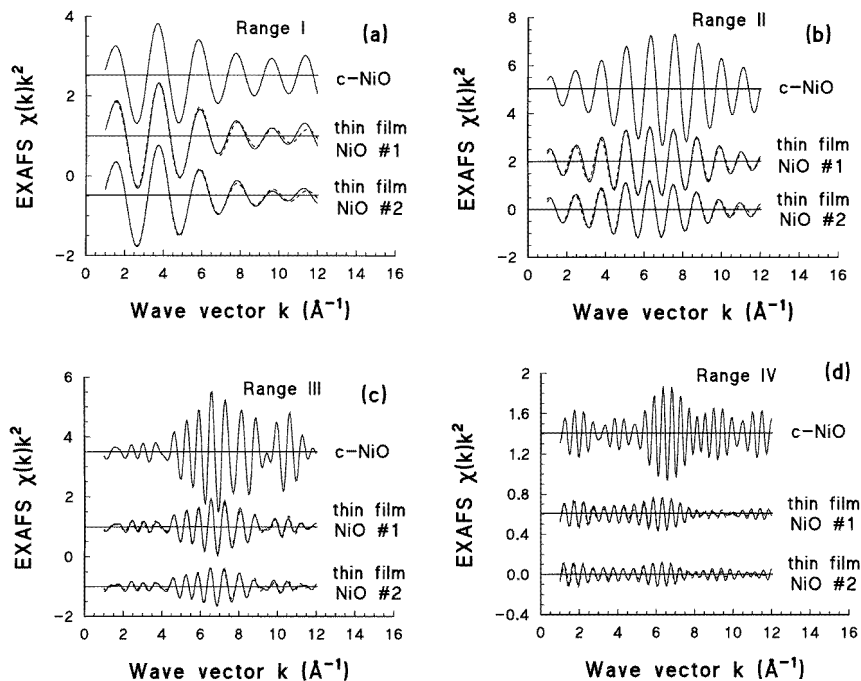 Range I
(a)
EXAFS χ(k)k²
4
2
0
−2
c−NiO
thin film
NiO #1
thin film
NiO #2
0 2 4 6 8 10 12 14 16
Wave vector k (Å⁻¹)
Range II
(b)
EXAFS χ(k)k²
8
6
4
2
0
−2
c−NiO
thin film
NiO #1
thin film
NiO #2
0 2 4 6 8 10 12 14 16
Wave vector k (Å⁻¹)
Range III
(c)
EXAFS χ(k)k²
6
4
2
0
−2
c−NiO
thin film
NiO #1
thin film
NiO #2
0 2 4 6 8 10 12 14 16
Wave vector k (Å⁻¹)
Range IV
(d)
EXAFS χ(k)k²
2.0
1.6
1.2
0.8
0.4
0.0
−0.4
c−NiO
thin film
NiO #1
thin film
NiO #2
0 2 4 6 8 10 12 14 16
Wave vector k (Å⁻¹)